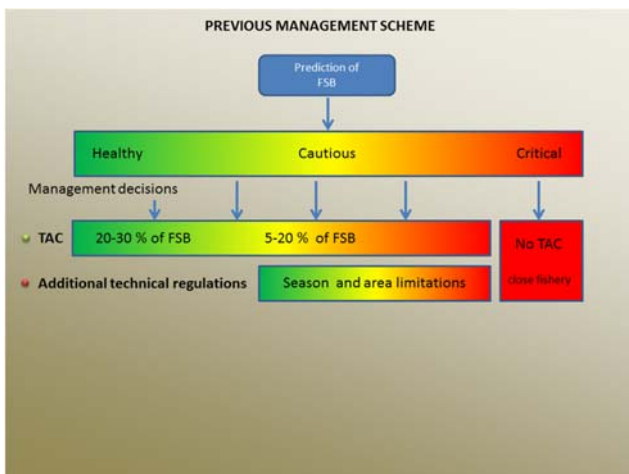 PREVIOUS MANAGEMENT SCHEME
Prediction of
FSB
Healthy Cautious Critical
Management decisions
TAC 20-30 % of FSB 5-20 % of FSB No TAC
close fishery
Additional technical regulations Season and area limitations